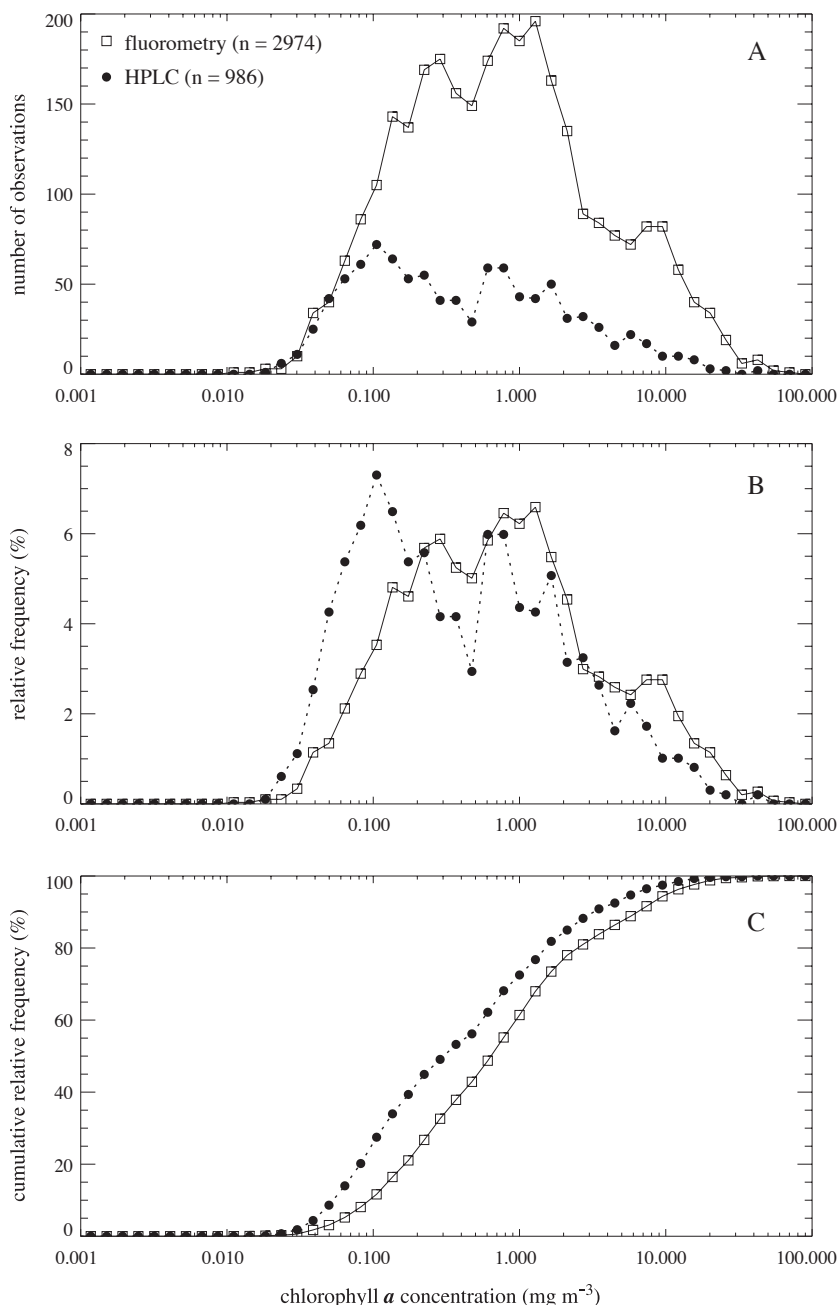 200
150
100
50
0
number of observations
fluorometry (n = 2974)
HPLC (n = 986)
A
0.001 0.010 0.100 1.000 10.000 100.000
8
6
4
2
0
relative frequency (%)
B
0.001 0.010 0.100 1.000 10.000 100.000
100
80
60
40
20
0
cumulative relative frequency (%)
C
0.001 0.010 0.100 1.000 10.000 100.000
chlorophyll a concentration (mg m⁻³)